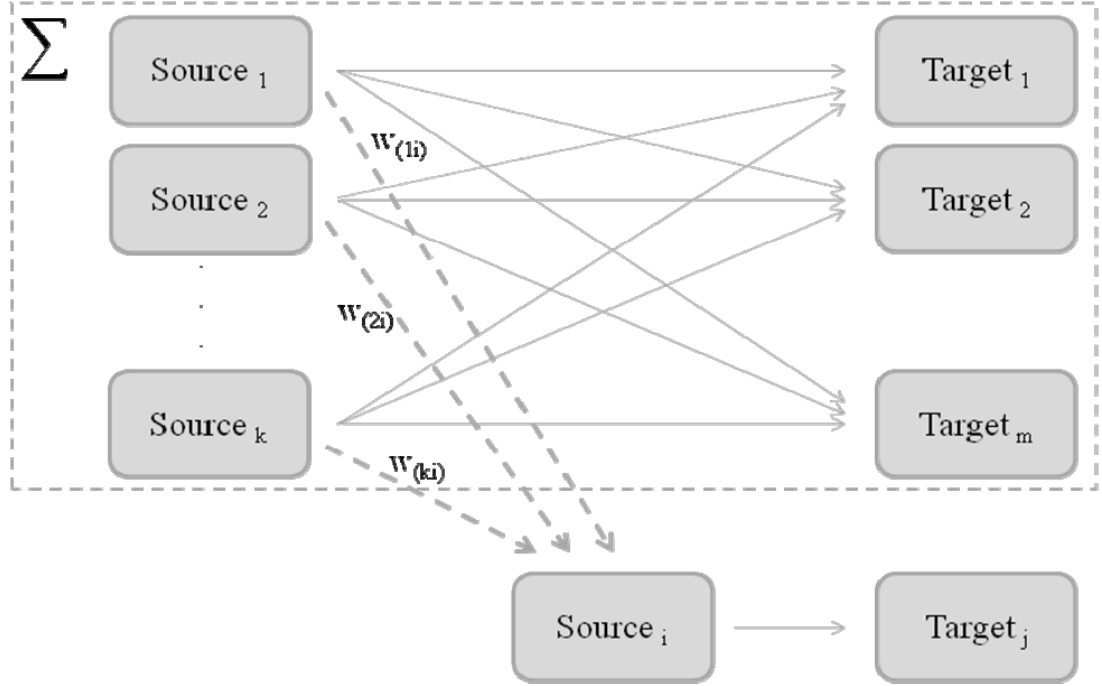 ∑
Source 1
Target 1
W(1i)
Source 2
Target 2
W(2i)
Source k
Target m
W(ki)
Source i
Target j